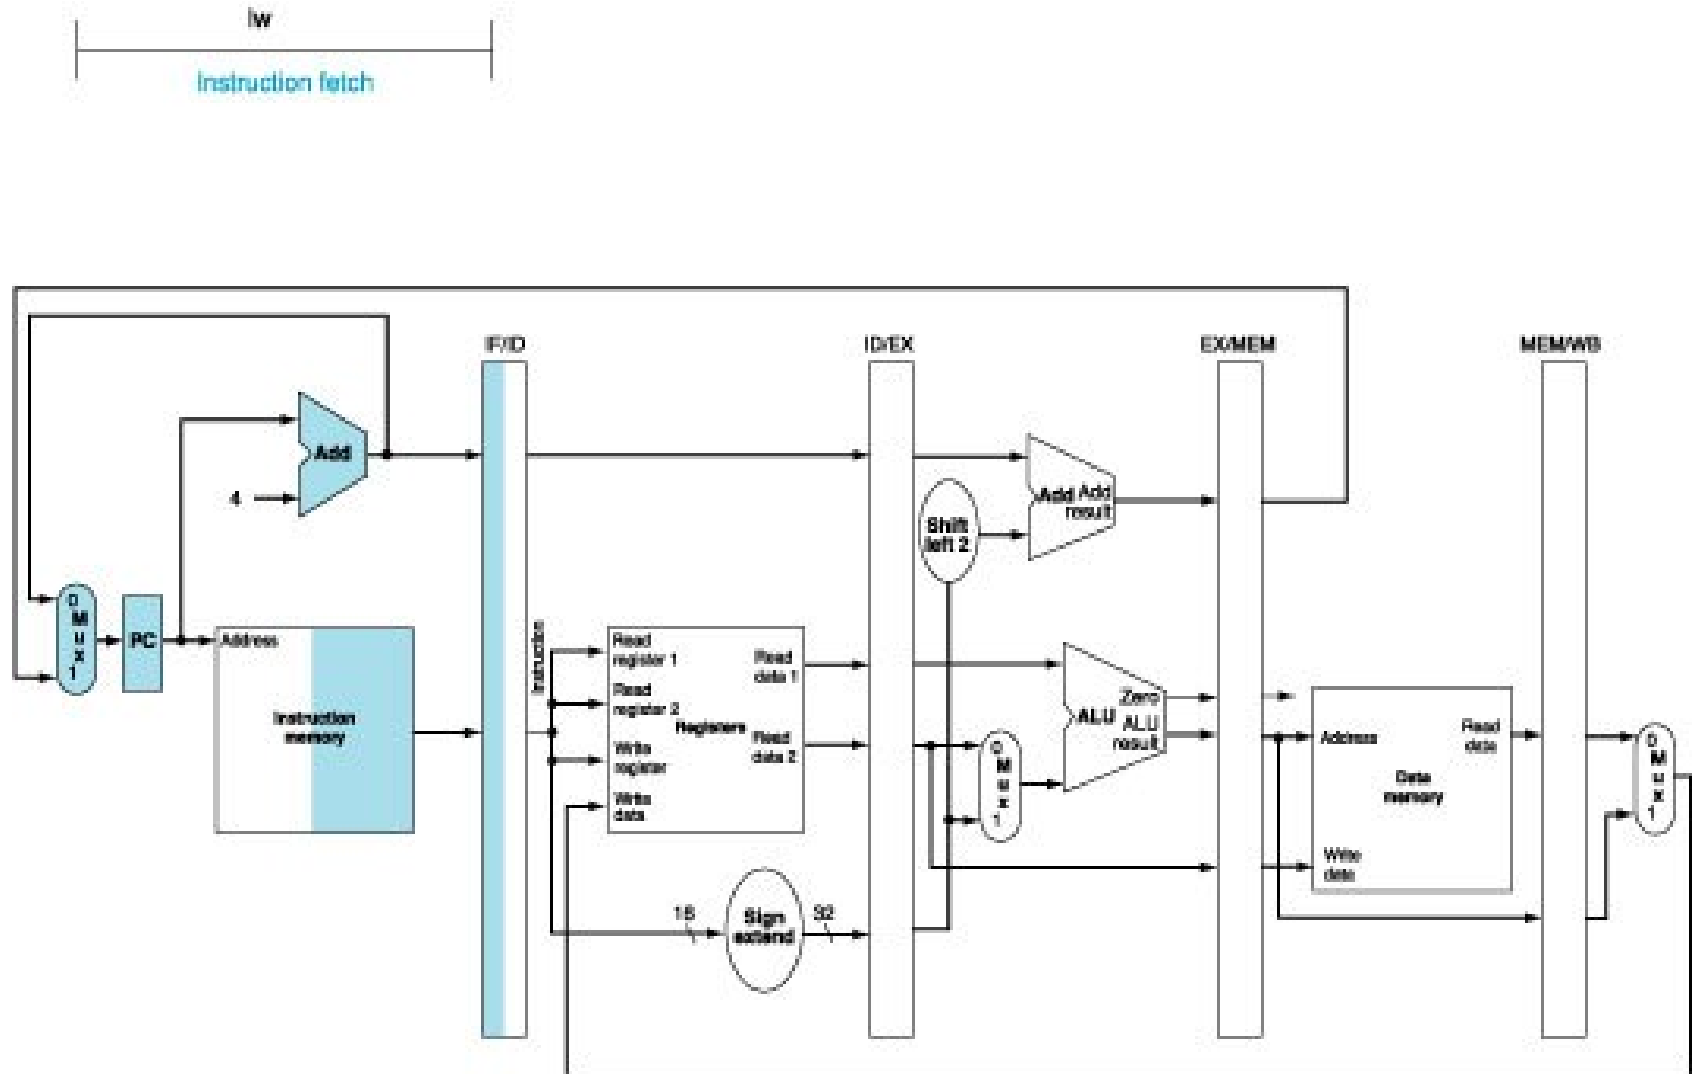 lw
Instruction fetch
IF/ID
ID/EX
EX/MEM
MEM/WB
Add
4
Shift
left 2
Add Add
result
0
M
u
x
1
PC
Address
Instruction
memory
Instruction
Read
register 1
Read
register 2
Write
register
Write
data
Registers
Read
data 1
Read
data 2
0
M
u
x
1
Zero
ALU ALU
result
Address
Read
data
Data
memory
Write
data
0
M
u
x
1
16
Sign
extend
32